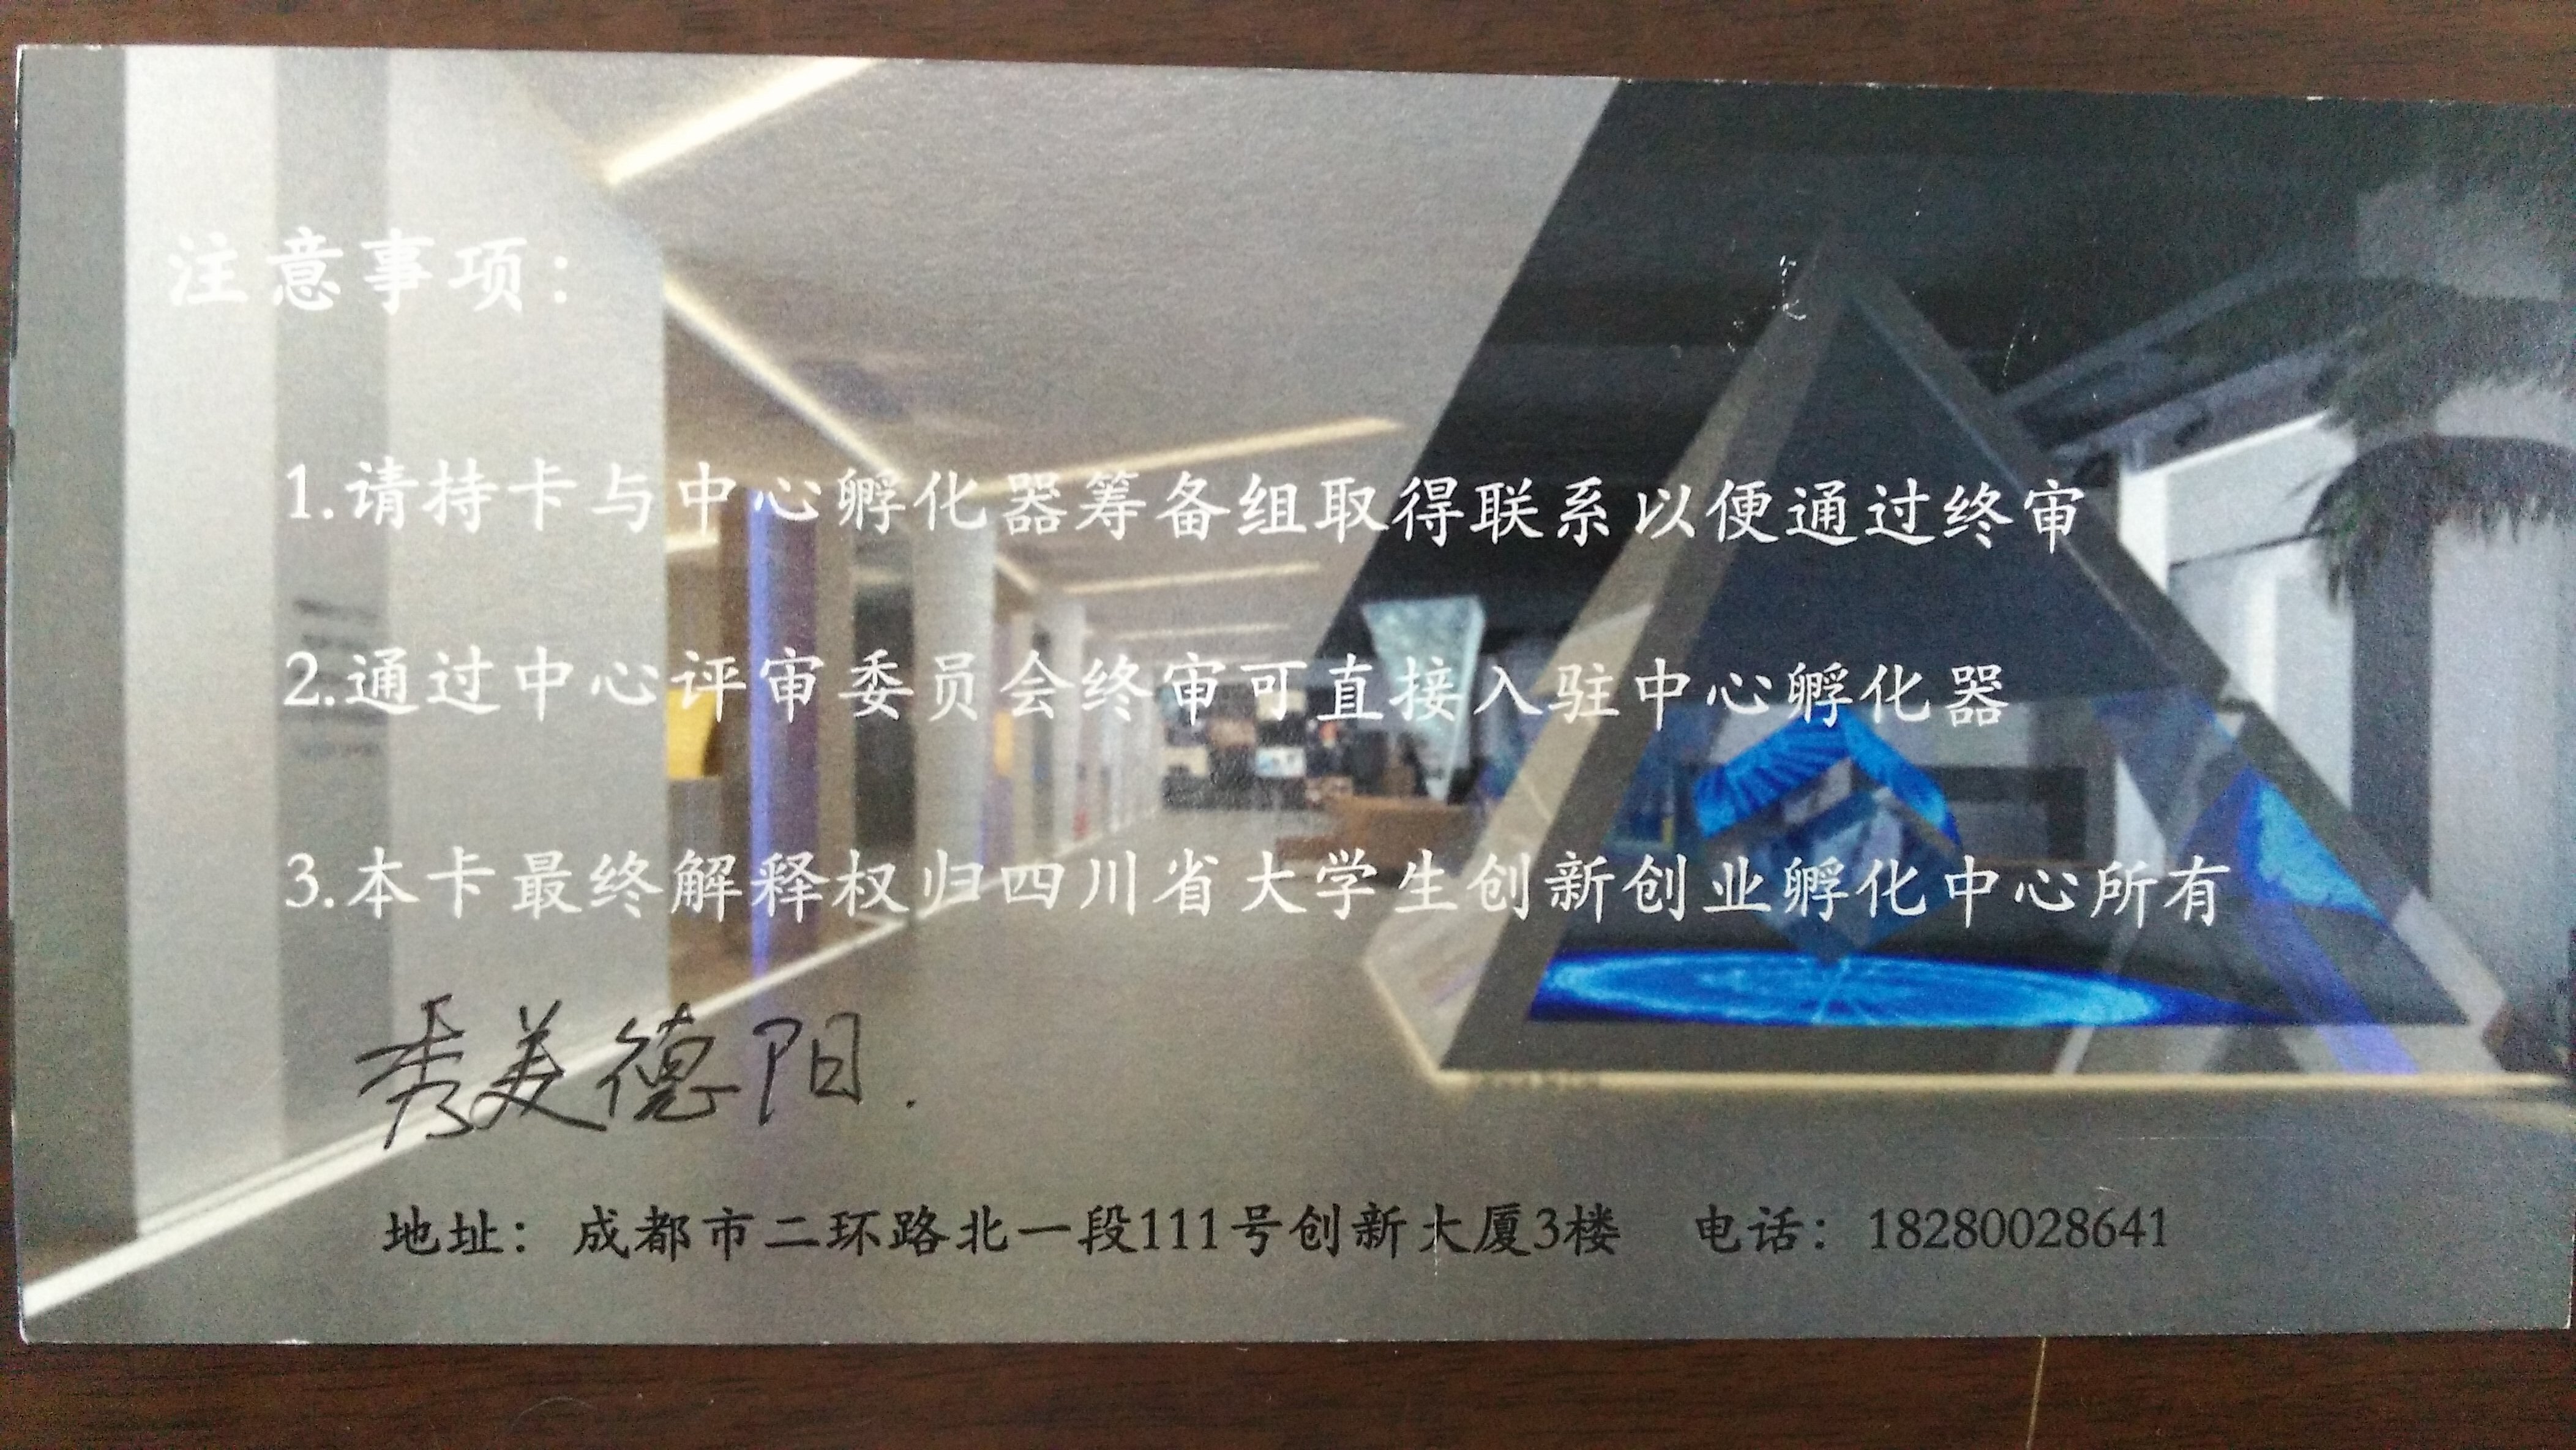 注意事项：
1.请持卡与中心孵化器筹备组取得联系以便通过终审
2.通过中心评审委员会终审可直接入驻中心孵化器
3.本卡最终解释权归四川省大学生创新创业孵化中心所有
秀美德阳.
地址：成都市二环路北一段111号创新大厦3楼 电话：18280028641